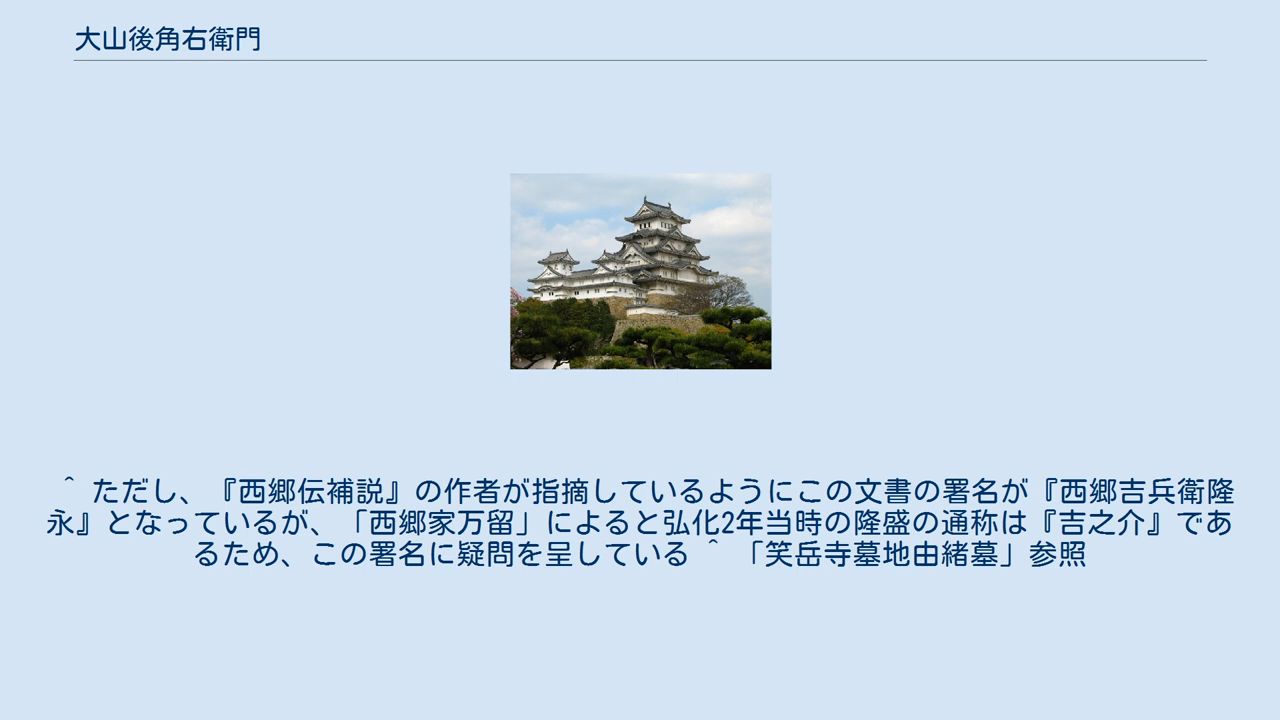 大山後角右衛門
＾ ただし、『西郷伝補説』の作者が指摘しているようにこの文書の署名が『西郷吉兵衛隆
永』となっているが、「西郷家万留」によると弘化2年当時の隆盛の通称は『吉之介』であ
るため、この署名に疑問を呈している ＾ 「笑岳寺墓地由緒墓」参照